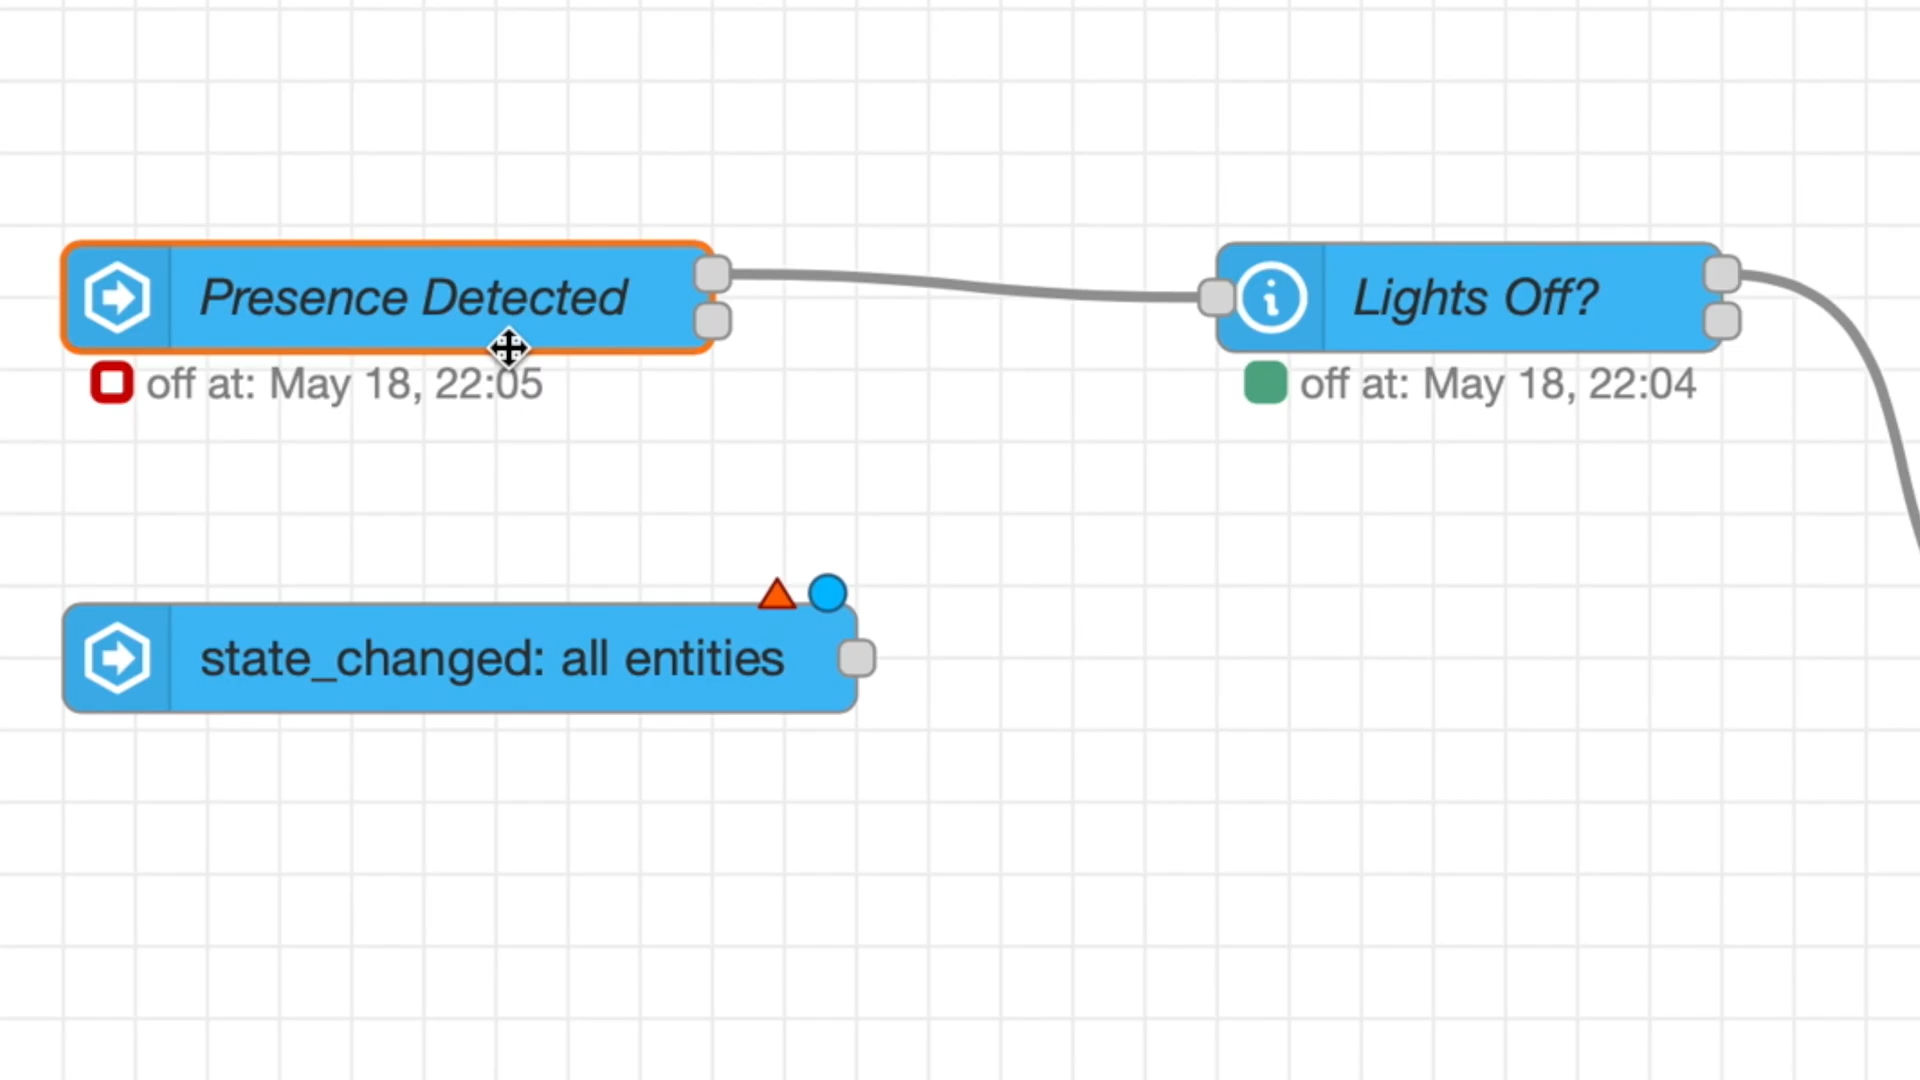 Presence Detected
Lights Off?
off at: May 18, 22:05
off at: May 18, 22:04
state_changed: all entities